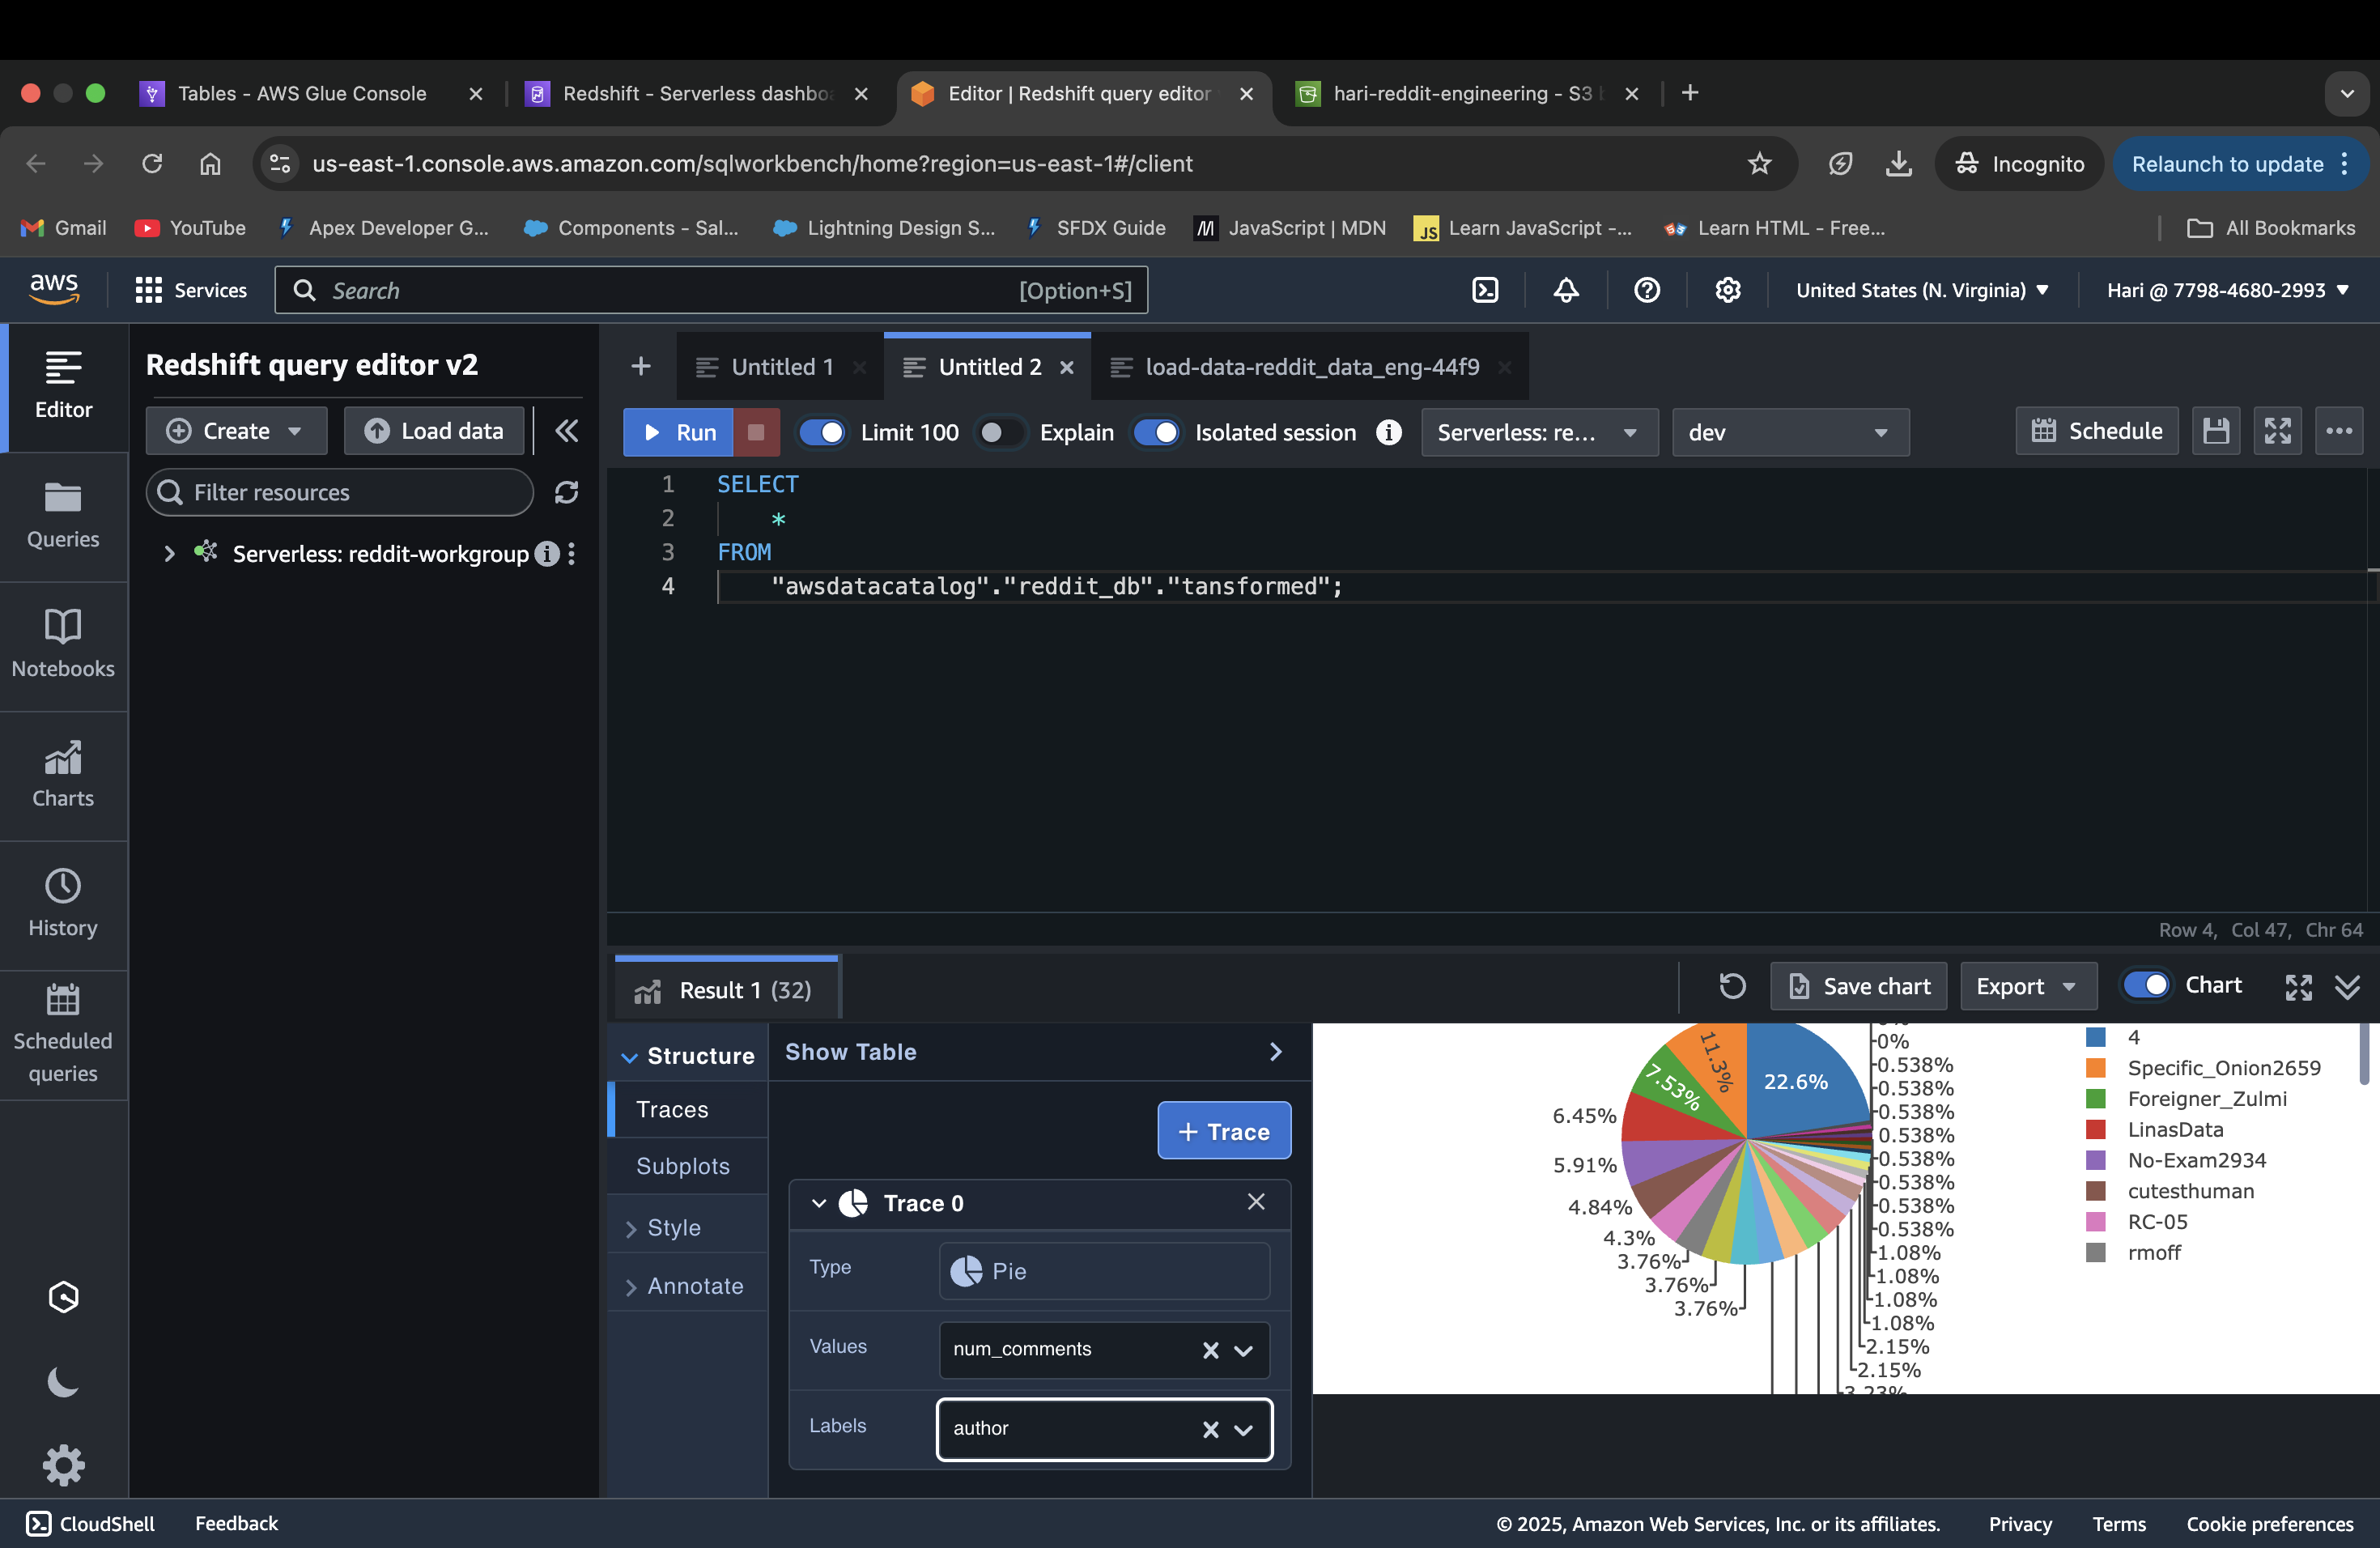 Tables - AWS Glue Console
Redshift - Serverless dashboa
Editor | Redshift query editor
hari-reddit-engineering - S3 b
us-east-1.console.aws.amazon.com/sqlworkbench/home?region=us-east-1#/client
Incognito
Relaunch to update
Gmail
YouTube
Apex Developer G...
Components - Sal...
Lightning Design S...
SFDX Guide
JavaScript | MDN
Learn JavaScript -...
Learn HTML - Free...
All Bookmarks
aws
Services
Search
[Option+S]
United States (N. Virginia)
Hari @ 7798-4680-2993
Editor
Queries
Notebooks
Charts
History
Scheduled
queries
Redshift query editor v2
Create
Load data
Filter resources
Serverless: reddit-workgroup
Untitled 1
Untitled 2
load-data-reddit_data_eng-44f9
Run
Limit 100
Explain
Isolated session
Serverless: re...
dev
Schedule
1 SELECT
2 *
3 FROM
4 "awsdatacatalog"."reddit_db"."tansformed";
Row 4, Col 47, Chr 64
Result 1 (32)
Save chart
Export
Chart
Structure
Traces
Subplots
Style
Annotate
Show Table
+ Trace
Trace 0
Type
Pie
Values
num_comments
Labels
author
22.6%
11.3%
7.53%
6.45%
5.91%
4.84%
4.3%
3.76%
3.76%
3.76%
0%
0.538%
0.538%
0.538%
0.538%
0.538%
0.538%
0.538%
0.538%
1.08%
1.08%
1.08%
1.08%
2.15%
2.15%
3.23%
4
Specific_Onion2659
Foreigner_Zulmi
LinasData
No-Exam2934
cutesthuman
RC-05
rmoff
CloudShell
Feedback
© 2025, Amazon Web Services, Inc. or its affiliates.
Privacy
Terms
Cookie preferences